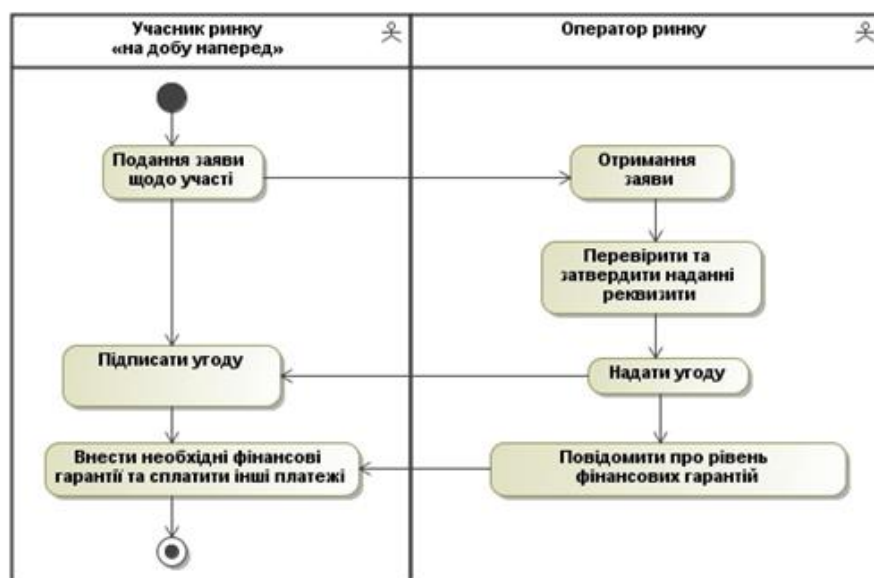 Учасник ринку
«на добу наперед»
Оператор ринку
Подання заяви
щодо участі
Отримання
заяви
Перевірити та
затвердити наданні
реквизити
Підписати угоду
Надати угоду
Внести необхідні фінансові
гарантії та сплатити інші платежі
Повідомити про рівень
фінансових гарантій